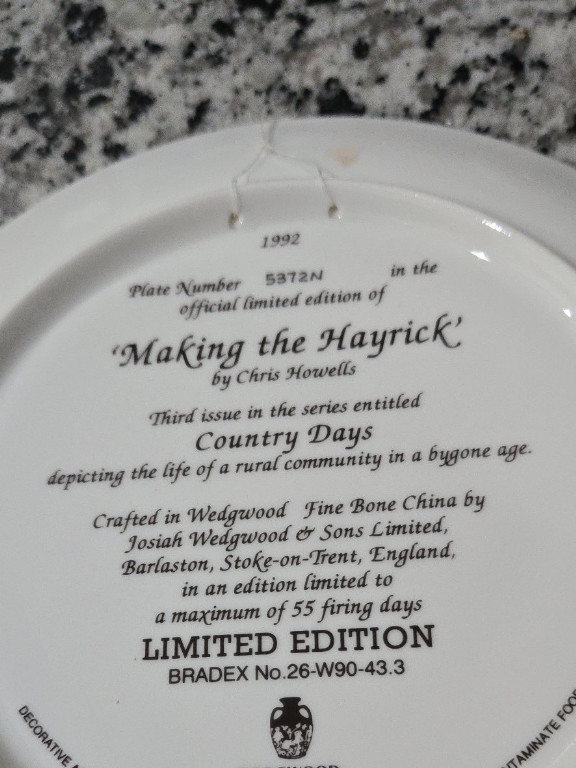 1992
Plate Number 5372N in the
official limited edition of
'Making the Hayrick'
by Chris Howells
Third issue in the series entitled
Country Days
depicting the life of a rural community in a bygone age.
Crafted in Wedgwood Fine Bone China by
Josiah Wedgwood & Sons Limited,
Barlaston, Stoke-on-Trent, England,
in an edition limited to
a maximum of 55 firing days
LIMITED EDITION
BRADEX No.26-W90-43.3
DECORATIVE